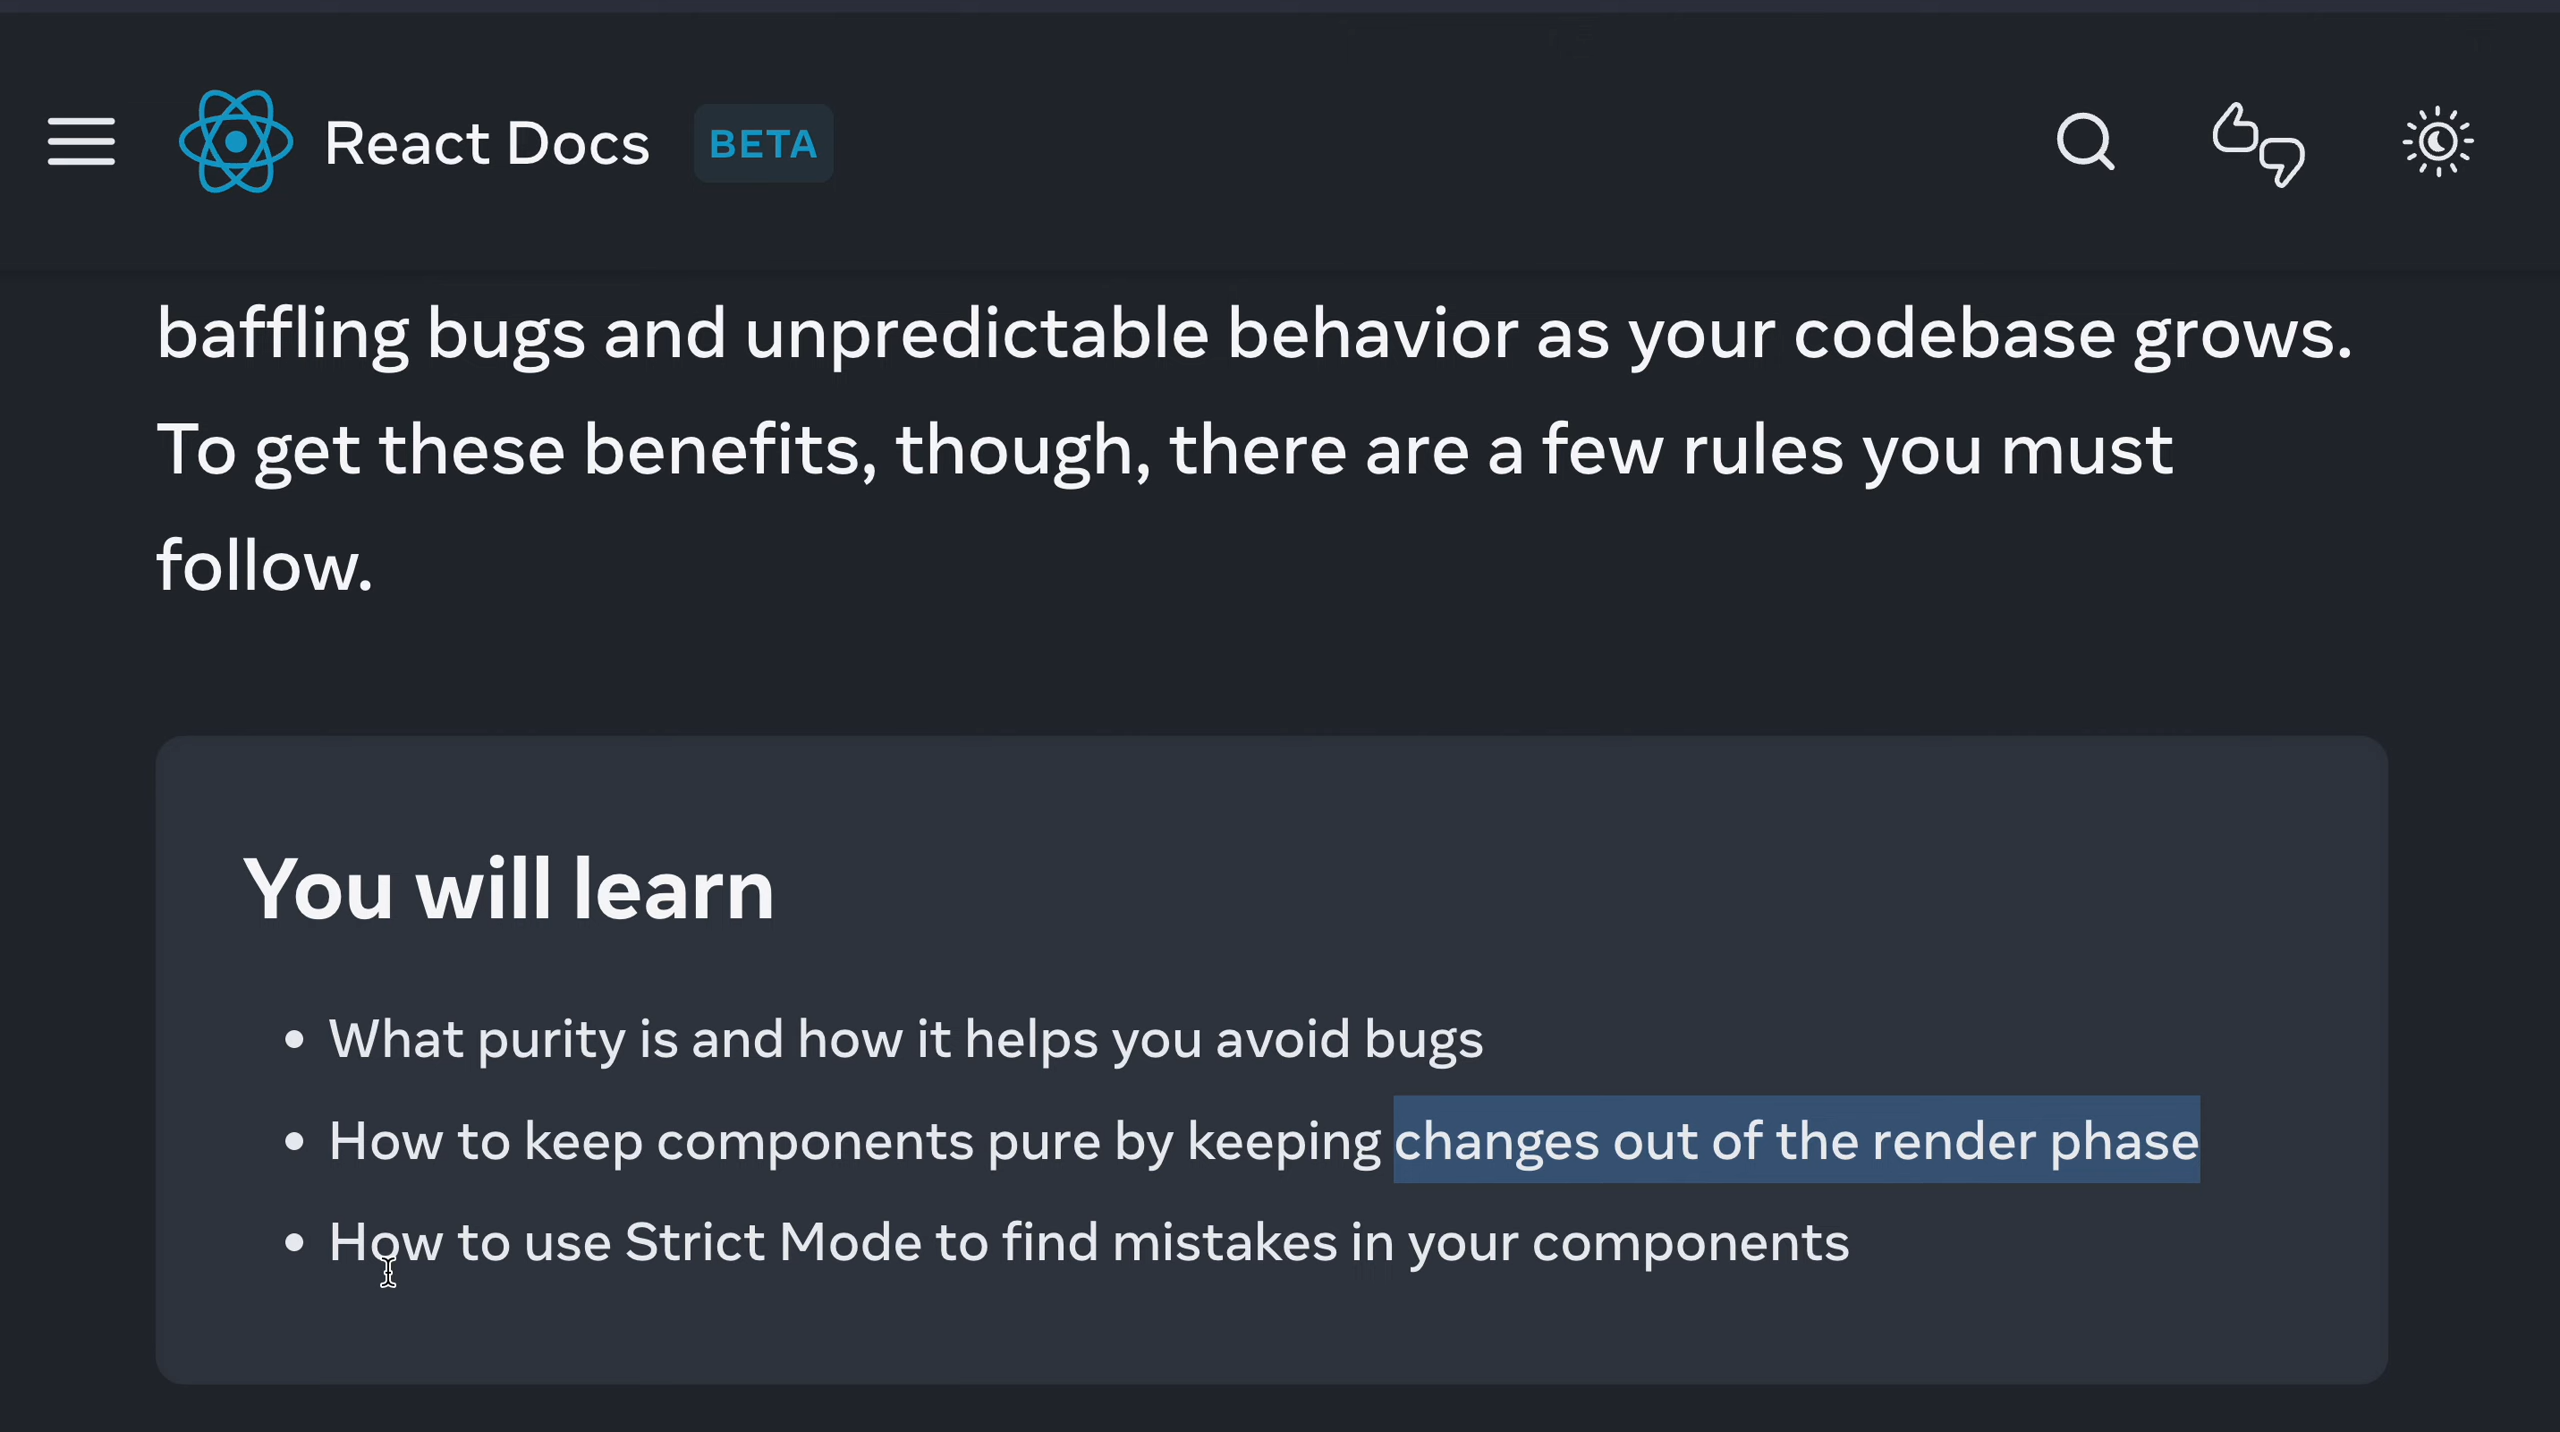 React Docs BETA
baffling bugs and unpredictable behavior as your codebase grows.
To get these benefits, though, there are a few rules you must
follow.
You will learn
• What purity is and how it helps you avoid bugs
• How to keep components pure by keeping changes out of the render phase
• How to use Strict Mode to find mistakes in your components